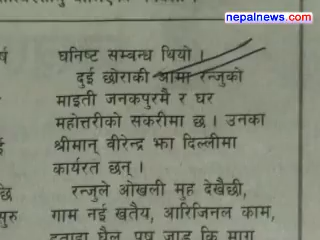 nepalnews.com
र्ष
घनिष्ट सम्बन्ध थियो ।
दुई छोराकी आमा रन्जुको
माइती जनकपुरमै र घर
महोत्तरीको सकरीमा छ । उनका
श्रीमान् वीरेन्द्र झा दिल्लीमा
कार्यरत छन् ।
छि
रन्जुले ओखली मुह देखैछी,
पुरु
गाम नई खतैय, आरिजिनल काम,